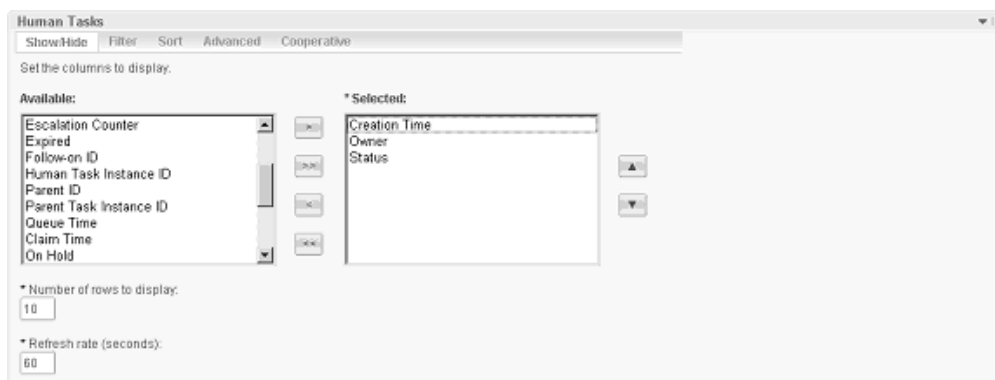 Human Tasks
Show/Hide Filter Sort Advanced Cooperative
Set the columns to display.
Available: * Selected:
Escalation Counter > Creation Time
Expired Owner
Follow-on ID >> Status
Human Task Instance ID
Parent ID
Parent Task Instance ID <
Queue Time
Claim Time <<
On Hold
* Number of rows to display:
10
* Refresh rate (seconds):
60